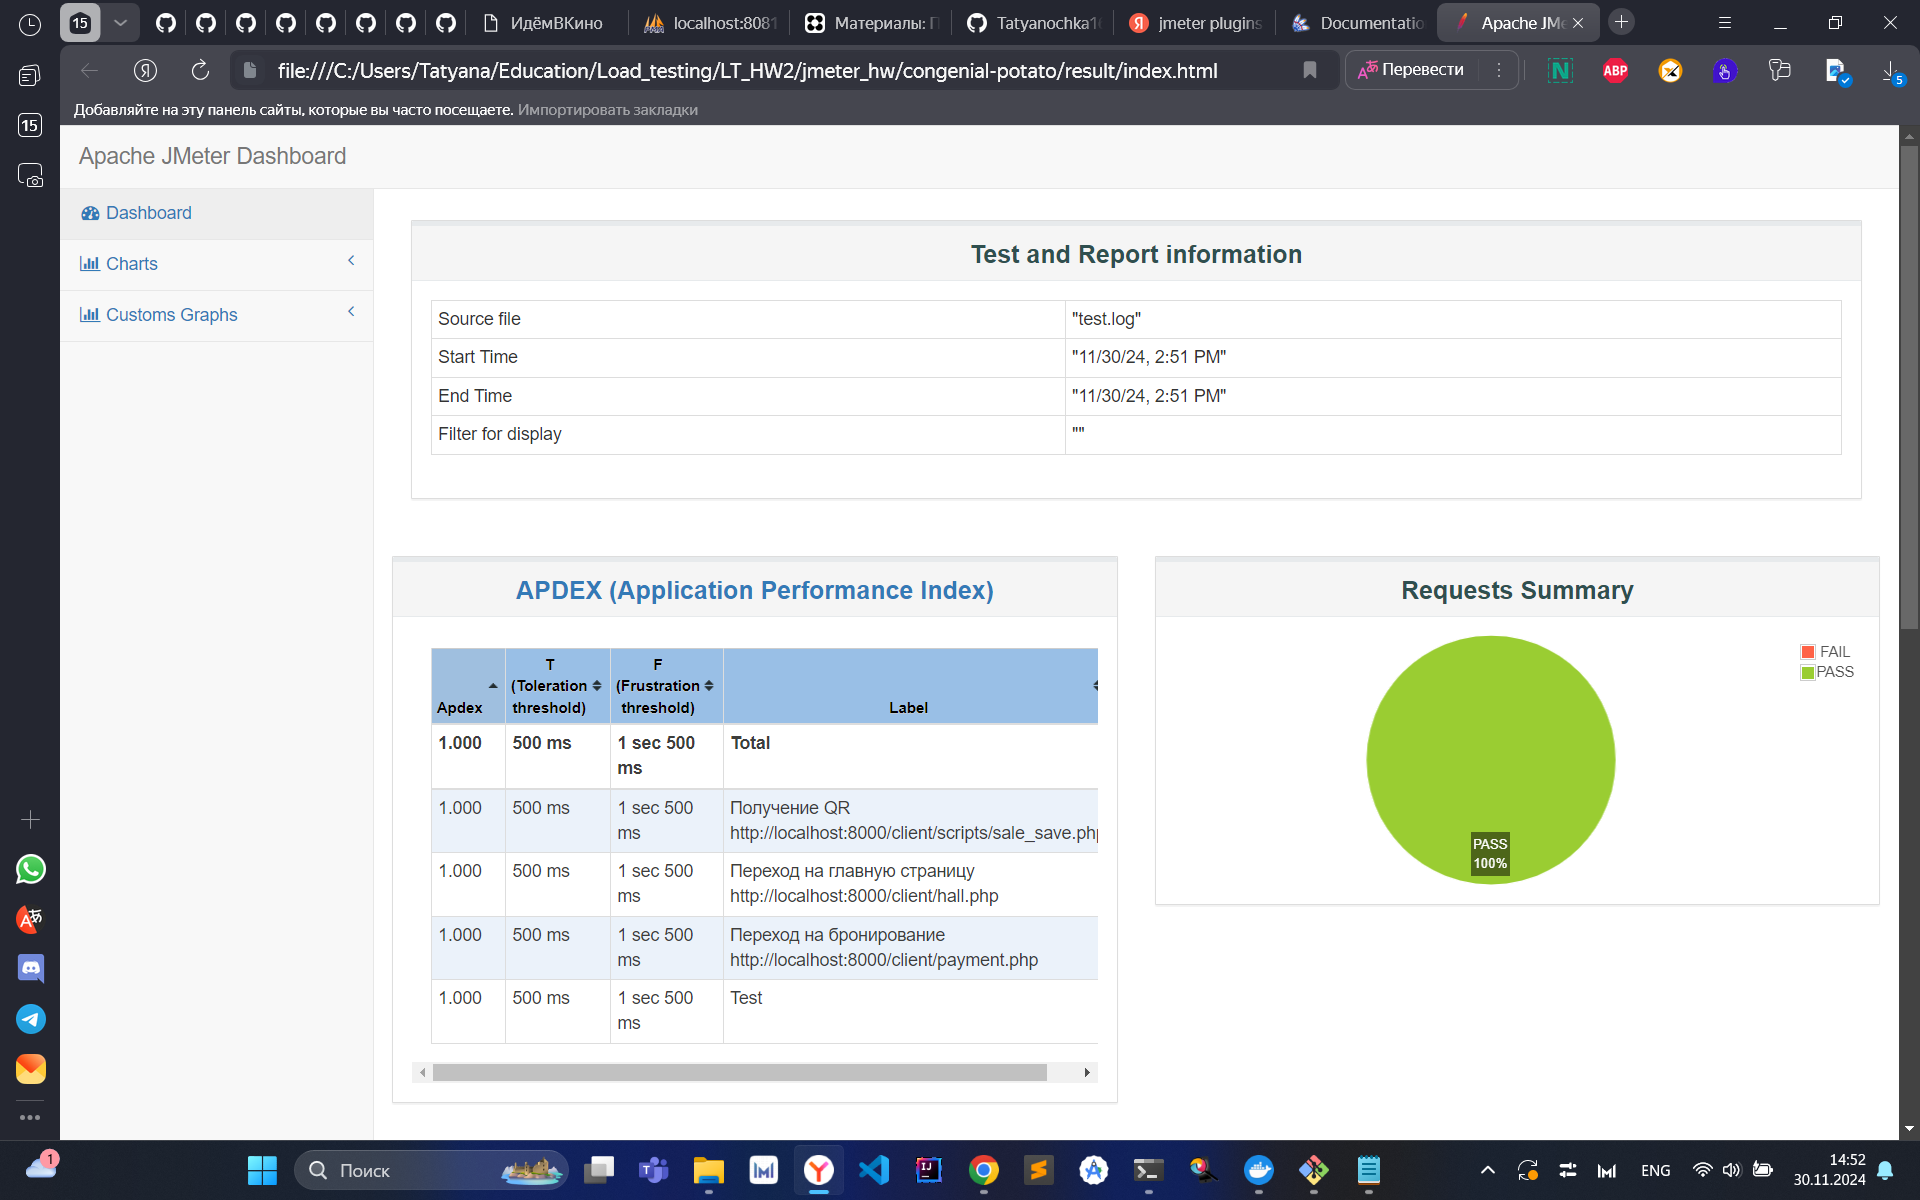 15
ИдёмВКино
localhost:8081
Материалы: П
Tatyanochka1
jmeter plugins
Documentatio
Apache JMe
file:///C:/Users/Tatyana/Education/Load_testing/LT_HW2/jmeter_hw/congenial-potato/result/index.html
Перевести
ABP
5
Добавляйте на эту панель сайты, которые вы часто посещаете. Импортировать закладки
15
Apache JMeter Dashboard
Dashboard
Charts
Customs Graphs
Test and Report information
Source file "test.log"
Start Time "11/30/24, 2:51 PM"
End Time "11/30/24, 2:51 PM"
Filter for display ""
APDEX (Application Performance Index)
Apdex T (Toleration threshold) F (Frustration threshold) Label
1.000 500 ms 1 sec 500 ms Total
1.000 500 ms 1 sec 500 ms Получение QR http://localhost:8000/client/scripts/sale_save.php
1.000 500 ms 1 sec 500 ms Переход на главную страницу http://localhost:8000/client/hall.php
1.000 500 ms 1 sec 500 ms Переход на бронирование http://localhost:8000/client/payment.php
1.000 500 ms 1 sec 500 ms Test
Requests Summary
FAIL
PASS
PASS
100%
1
Поиск
ENG
14:52
30.11.2024